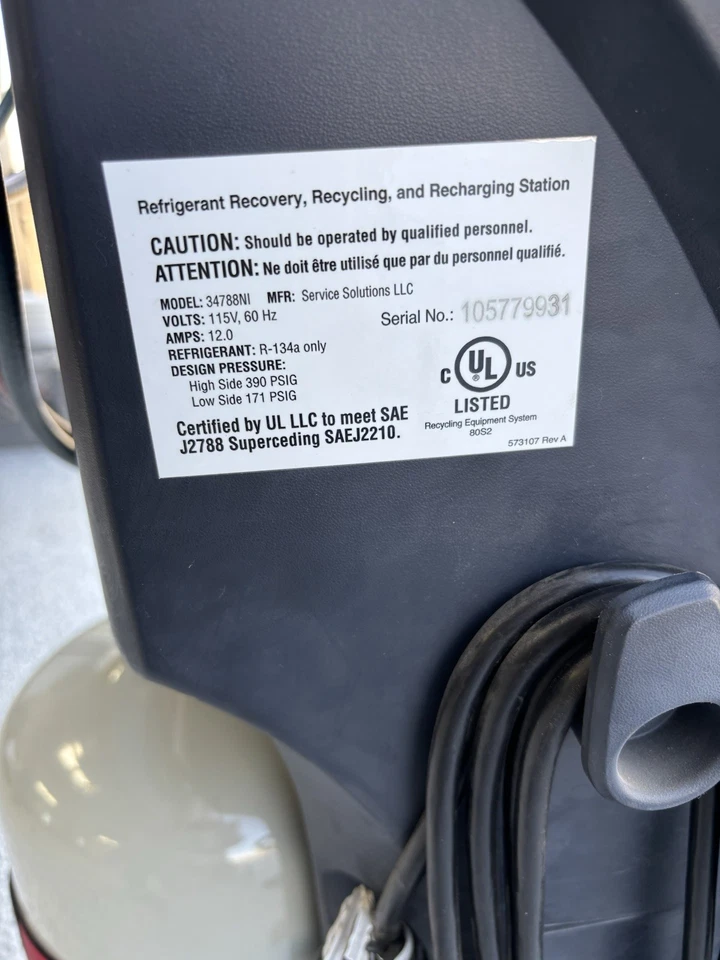 Refrigerant Recovery, Recycling, and Recharging Station
CAUTION: Should be operated by qualified personnel.
ATTENTION: Ne doit être utilisé que par du personnel qualifié.
MODEL: 34788NI MFR: Service Solutions LLC
VOLTS: 115V, 60 Hz
Serial No.: 105779931
AMPS: 12.0
REFRIGERANT: R-134a only
DESIGN PRESSURE:
High Side 390 PSIG
Low Side 171 PSIG
C UL ® US
LISTED
Recycling Equipment System
80S2
Certified by UL LLC to meet SAE
J2788 Superceding SAEJ2210.
573107 Rev A